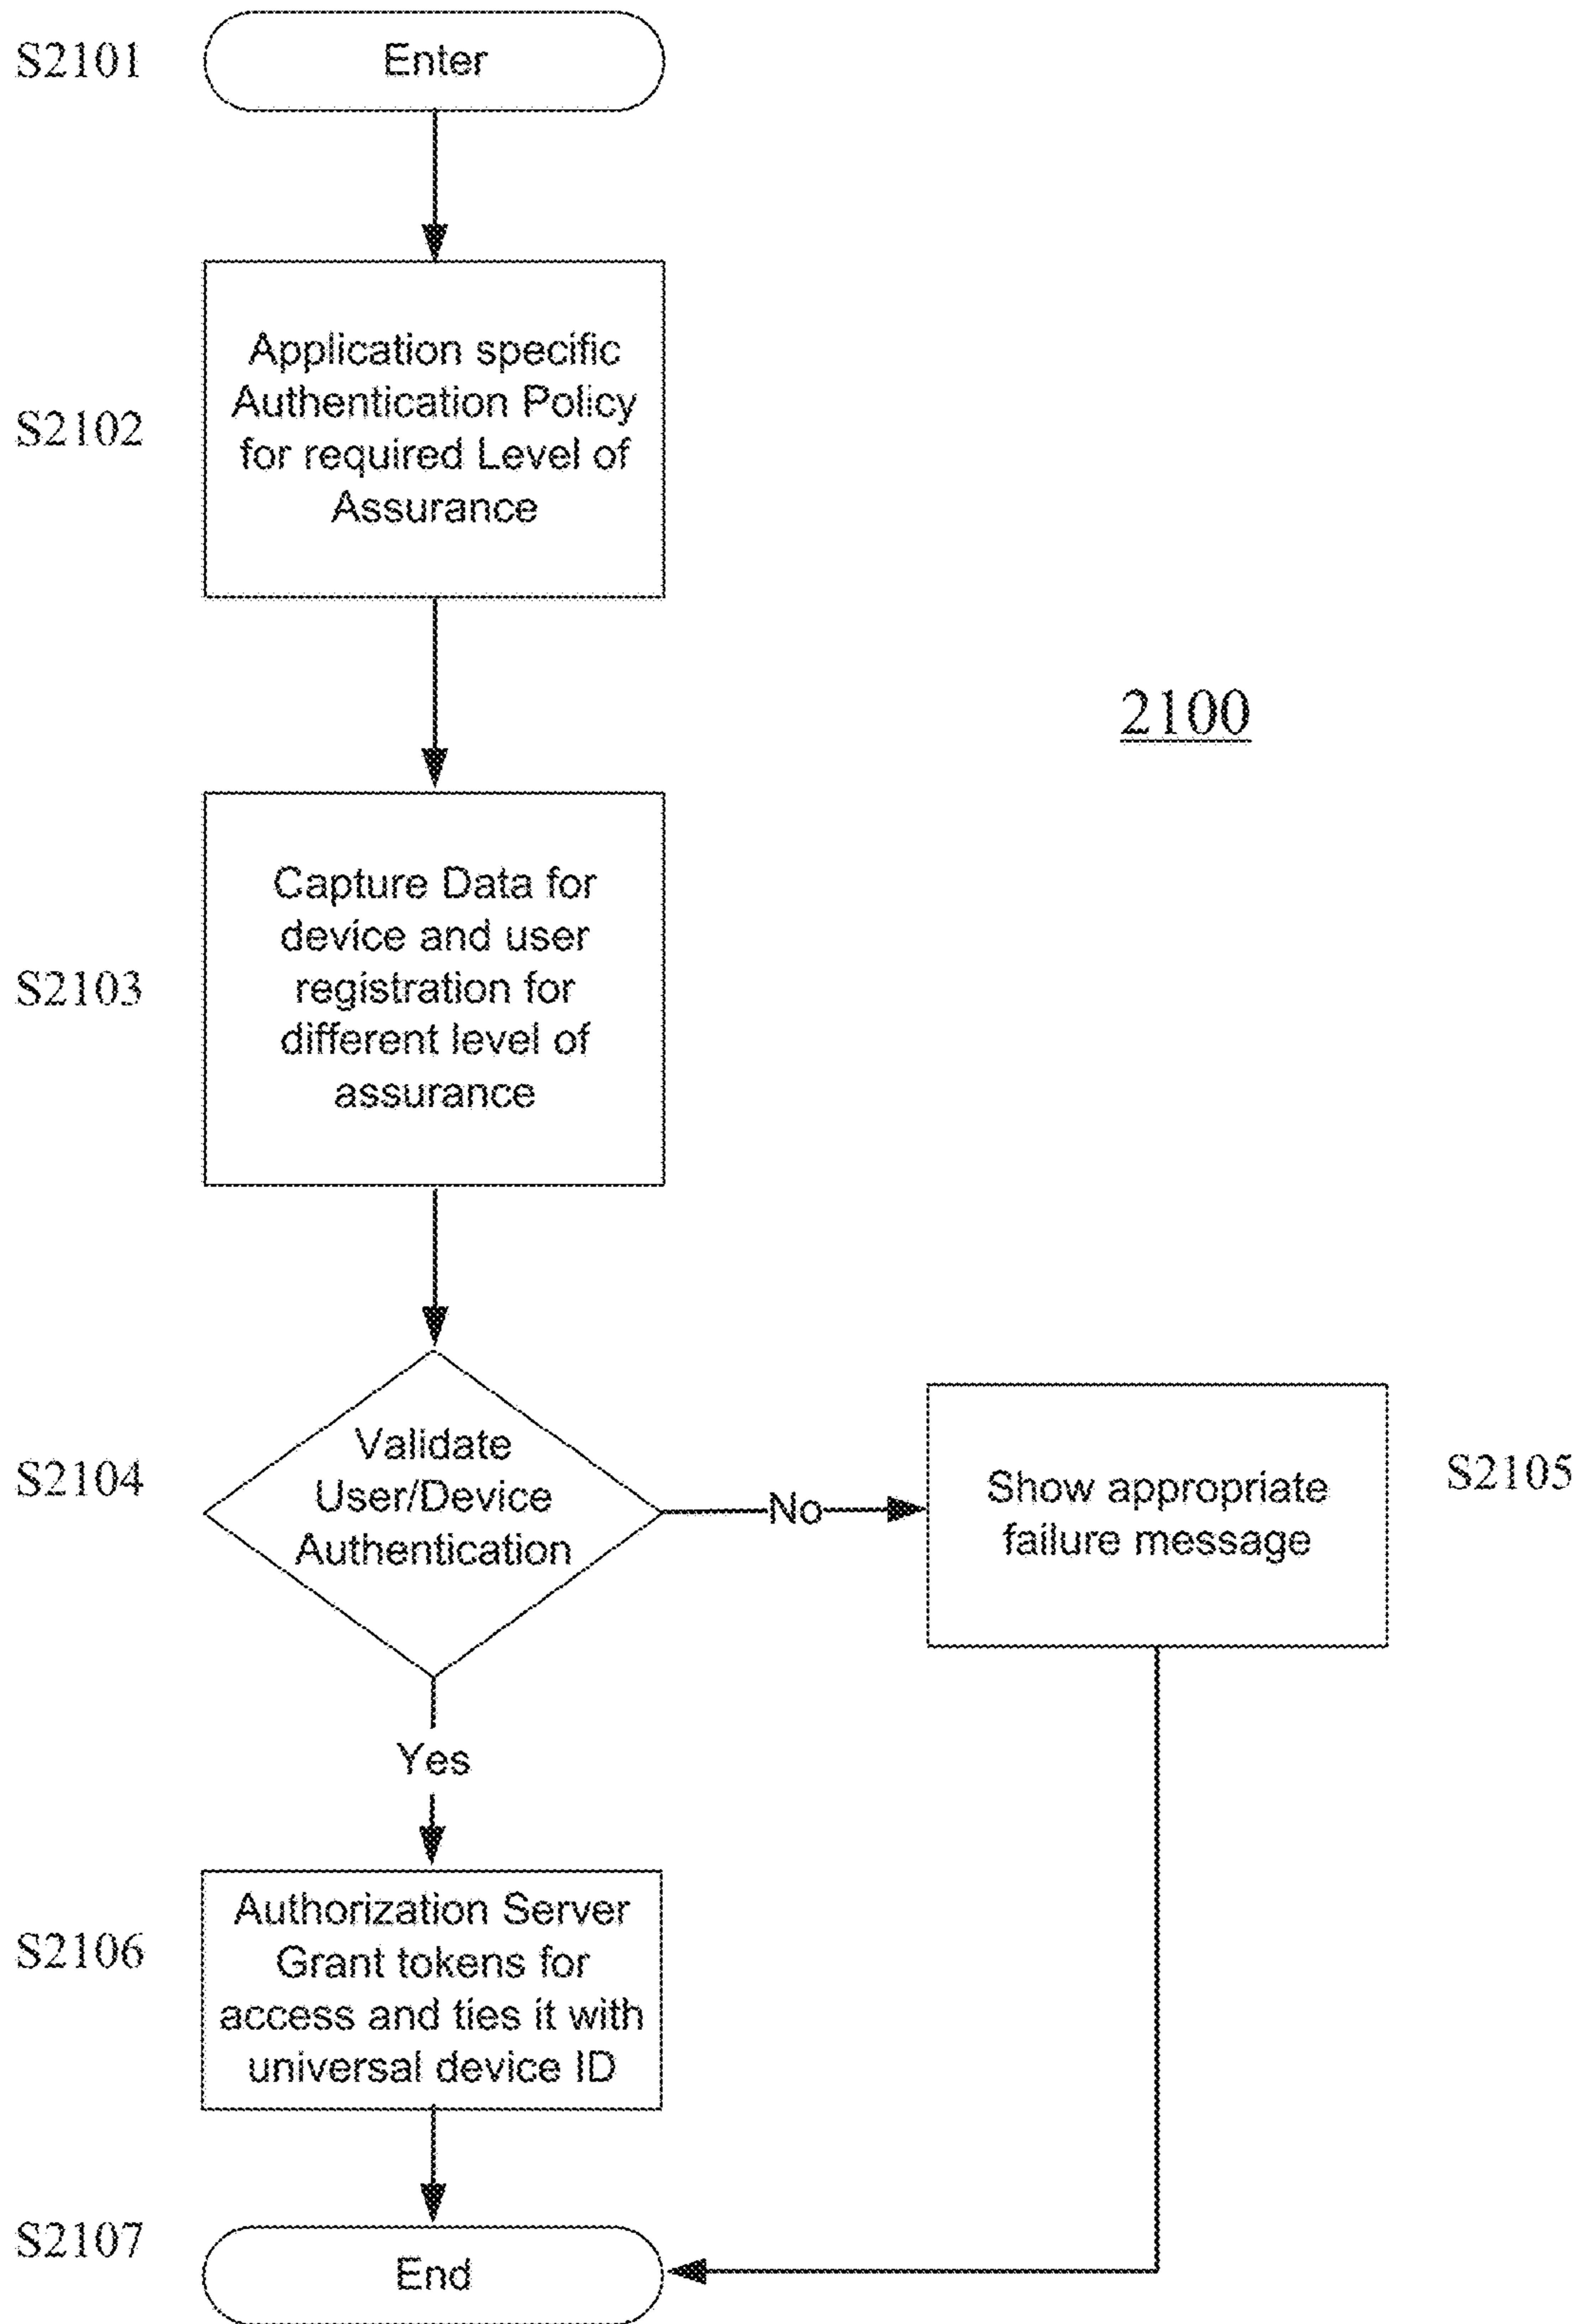 S2101
Enter
S2102
Application specific
Authentication Policy
for required Level of
Assurance
2100
S2103
Capture Data for
device and user
registration for
different level of
assurance
S2104
Validate
User/Device
Authentication
No
Show appropriate
failure message
S2105
Yes
S2106
Authorization Server
Grant tokens for
access and ties it with
universal device ID
S2107
End